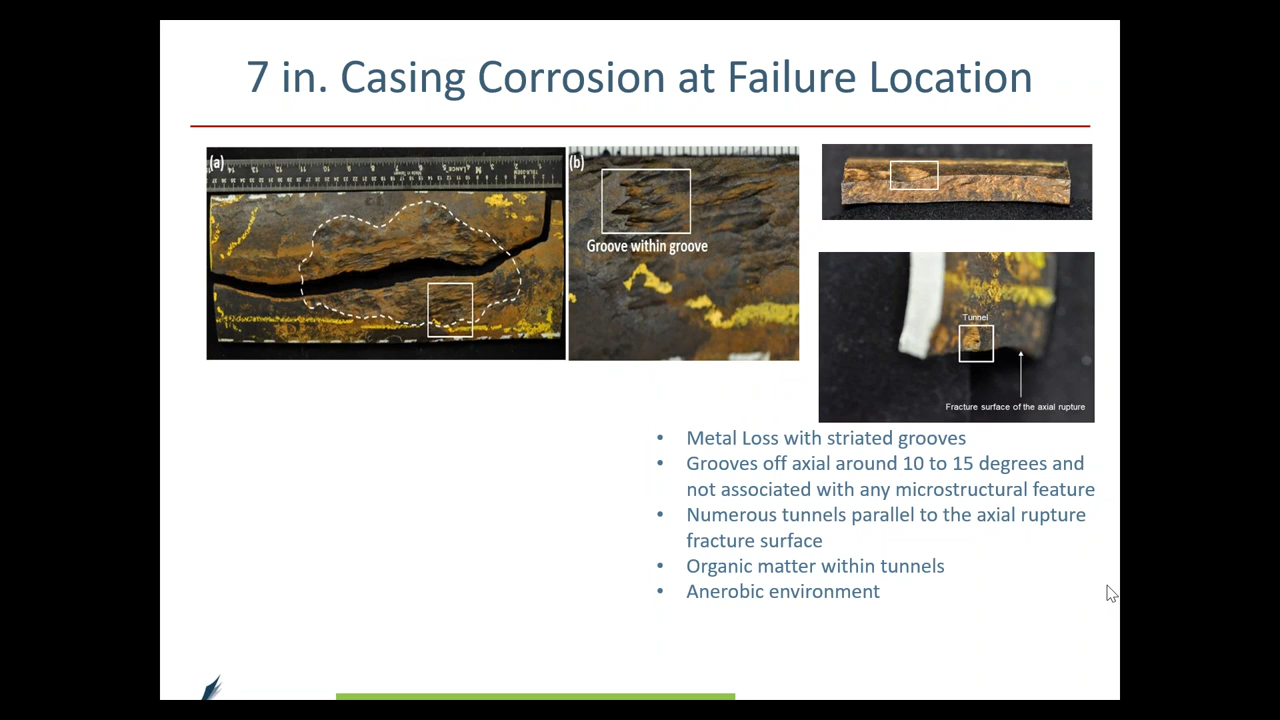 7 in. Casing Corrosion at Failure Location
(a)
(b)
Groove within groove
Tunnel
Fracture surface of the axial rupture
• Metal Loss with striated grooves
• Grooves off axial around 10 to 15 degrees and
not associated with any microstructural feature
• Numerous tunnels parallel to the axial rupture
fracture surface
• Organic matter within tunnels
• Anerobic environment